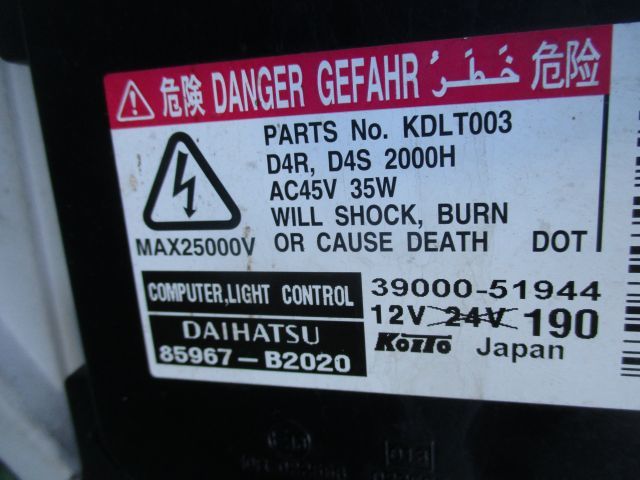 危険 DANGER GEFAHR خَطَرُ 危险
PARTS No. KDLT003
D4R, D4S 2000H
AC45V 35W
WILL SHOCK, BURN
OR CAUSE DEATH DOT
MAX25000V
COMPUTER,LIGHT CONTROL
DAIHATSU
85967-B2020
39000-51944
12V 24V 190
KOITO Japan